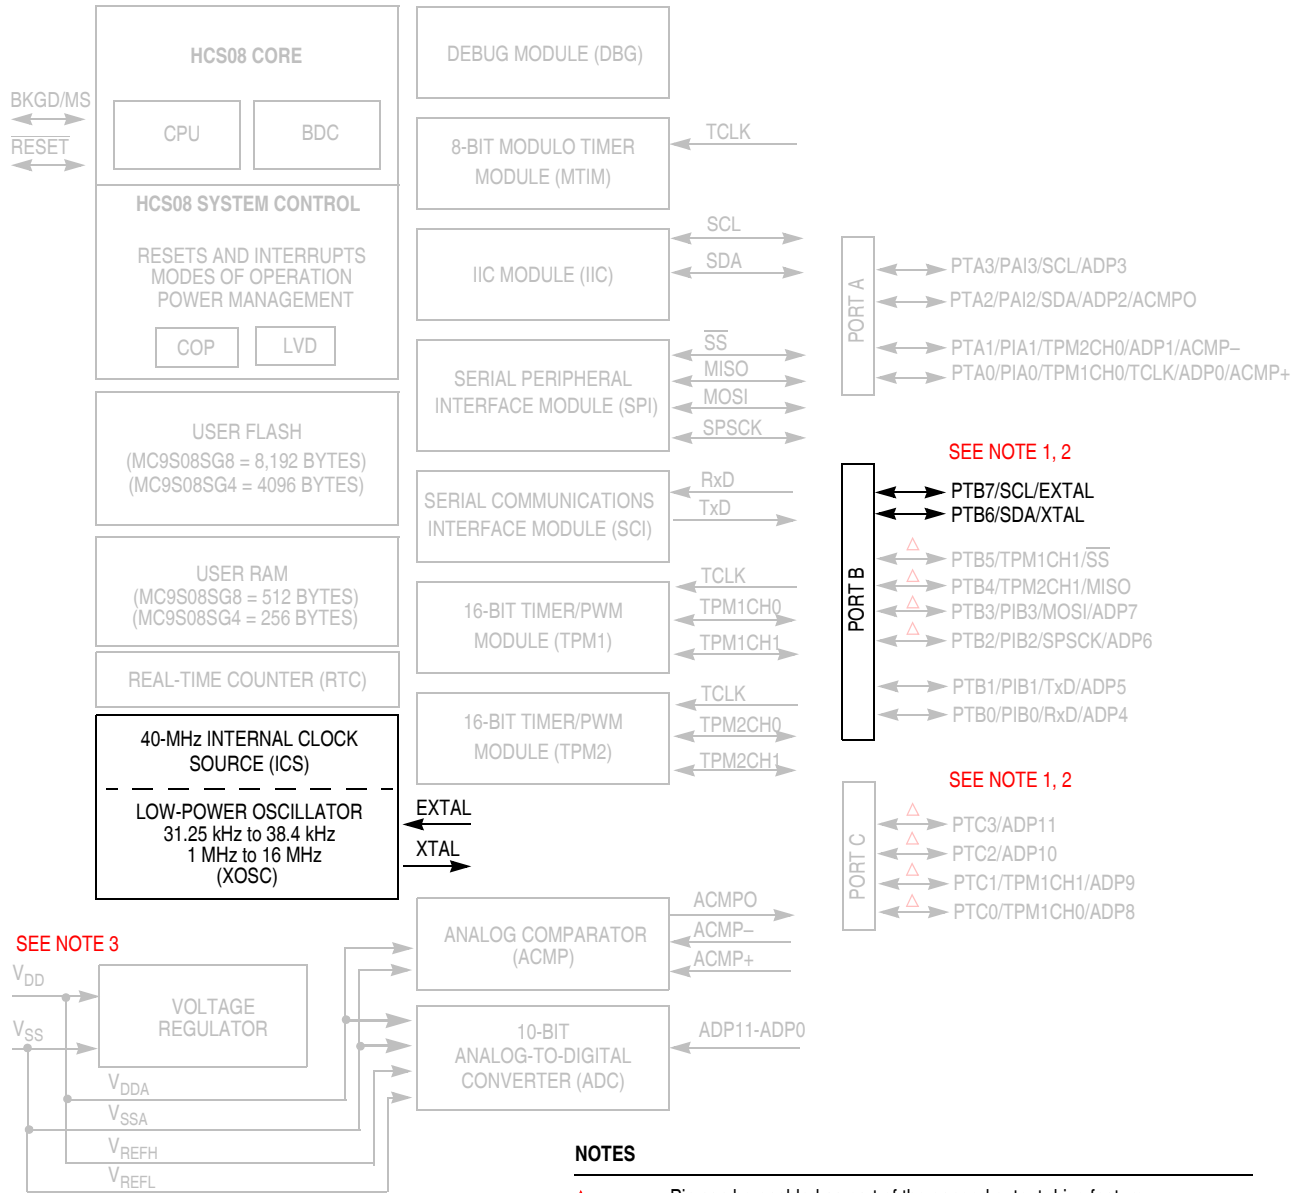 HCS08 CORE
CPU
BDC
BKGD/MS
RESET
HCS08 SYSTEM CONTROL
RESETS AND INTERRUPTS
MODES OF OPERATION
POWER MANAGEMENT
COP
LVD
USER FLASH
(MC9S08SG8 = 8,192 BYTES)
(MC9S08SG4 = 4096 BYTES)
USER RAM
(MC9S08SG8 = 512 BYTES)
(MC9S08SG4 = 256 BYTES)
REAL-TIME COUNTER (RTC)
40-MHz INTERNAL CLOCK
SOURCE (ICS)
LOW-POWER OSCILLATOR
31.25 kHz to 38.4 kHz
1 MHz to 16 MHz
(XOSC)
EXTAL
XTAL
SEE NOTE 3
VDD
VSS
VOLTAGE
REGULATOR
VDDA
VSSA
VREFH
VREFL
DEBUG MODULE (DBG)
8-BIT MODULO TIMER
MODULE (MTIM)
TCLK
IIC MODULE (IIC)
SCL
SDA
SERIAL PERIPHERAL
INTERFACE MODULE (SPI)
SS
MISO
MOSI
SPSCK
SERIAL COMMUNICATIONS
INTERFACE MODULE (SCI)
RxD
TxD
16-BIT TIMER/PWM
MODULE (TPM1)
TCLK
TPM1CH0
TPM1CH1
16-BIT TIMER/PWM
MODULE (TPM2)
TCLK
TPM2CH0
TPM2CH1
ANALOG COMPARATOR
(ACMP)
ACMPO
ACMP–
ACMP+
10-BIT
ANALOG-TO-DIGITAL
CONVERTER (ADC)
ADP11-ADP0
PORT A
PTA3/PAI3/SCL/ADP3
PTA2/PAI2/SDA/ADP2/ACMPO
PTA1/PIA1/TPM2CH0/ADP1/ACMP–
PTA0/PIA0/TPM1CH0/TCLK/ADP0/ACMP+
SEE NOTE 1, 2
PORT B
PTB7/SCL/EXTAL
PTB6/SDA/XTAL
PTB5/TPM1CH1/SS
PTB4/TPM2CH1/MISO
PTB3/PIB3/MOSI/ADP7
PTB2/PIB2/SPSCK/ADP6
PTB1/PIB1/TxD/ADP5
PTB0/PIB0/RxD/ADP4
SEE NOTE 1, 2
PORT C
PTC3/ADP11
PTC2/ADP10
PTC1/TPM1CH1/ADP9
PTC0/TPM1CH0/ADP8
NOTES